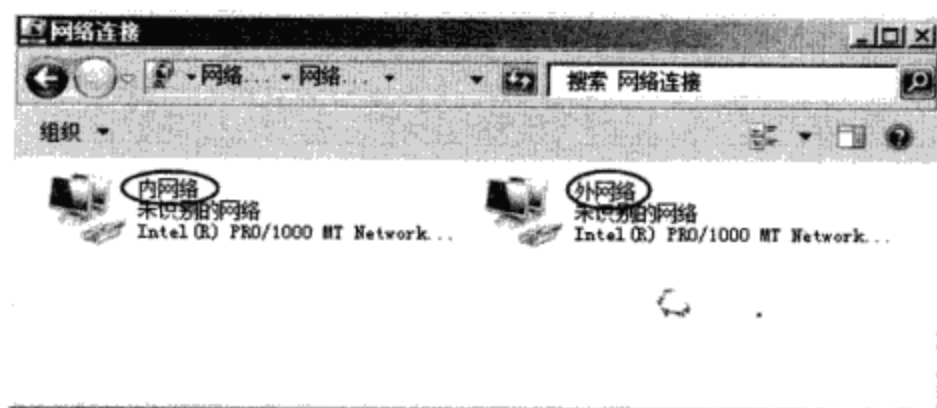 网络连接
网络... 网络... 搜索 网络连接
组织
内网络
未识别的网络
Intel(R) PRO/1000 MT Network...
外网络
未识别的网络
Intel(R) PRO/1000 MT Network...